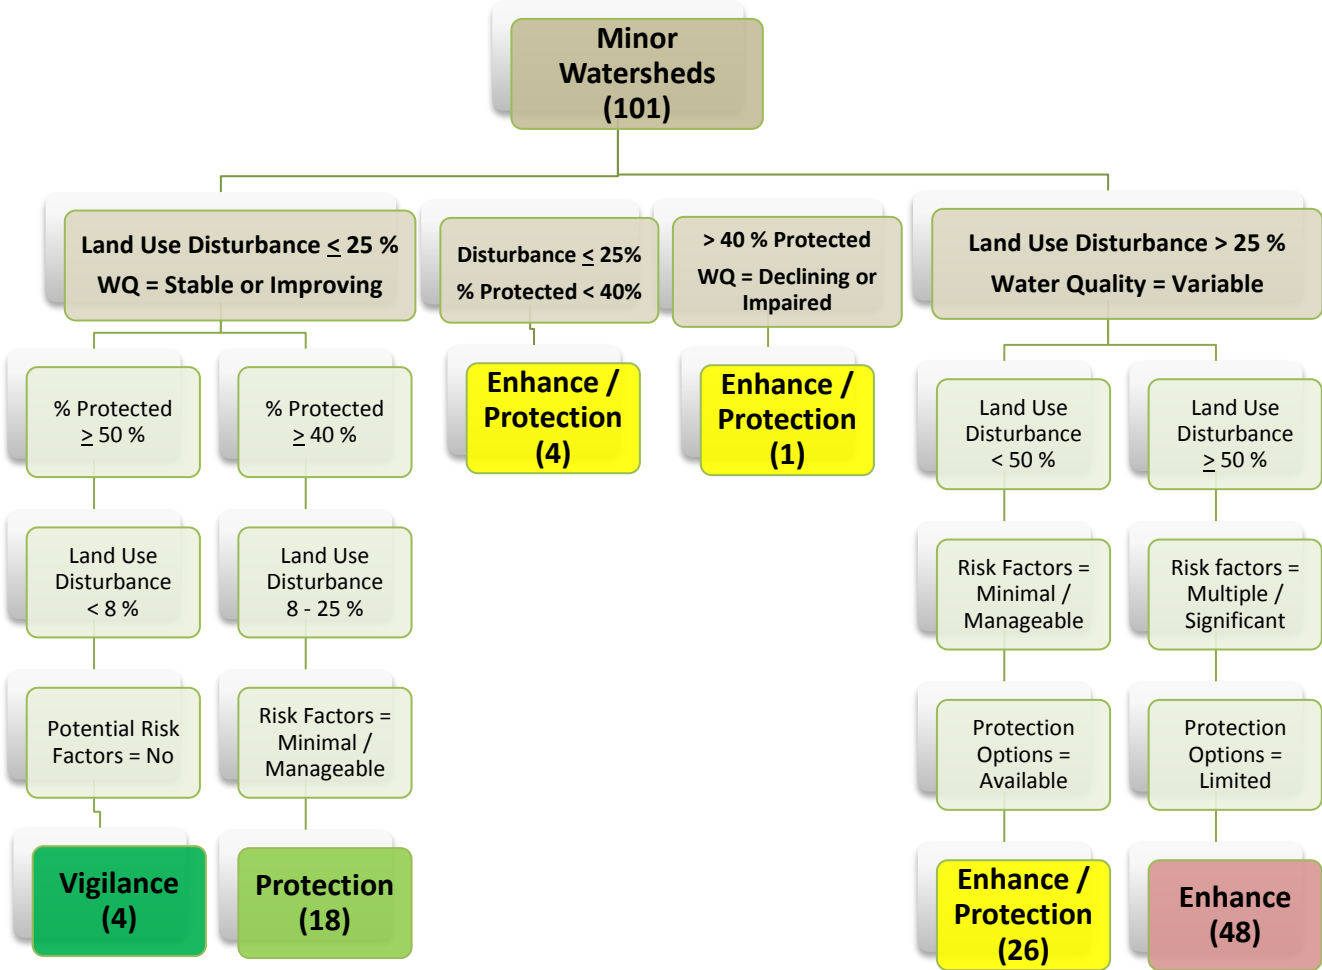 Minor
Watersheds
(101)
Land Use Disturbance ≤ 25 %
WQ = Stable or Improving
Disturbance ≤ 25%
% Protected < 40%
> 40 % Protected
WQ = Declining or
Impaired
Land Use Disturbance > 25 %
Water Quality = Variable
% Protected
≥ 50 %
% Protected
≥ 40 %
Enhance /
Protection
(4)
Enhance /
Protection
(1)
Land Use
Disturbance
< 50 %
Land Use
Disturbance
≥ 50 %
Land Use
Disturbance
< 8 %
Land Use
Disturbance
8 - 25 %
Risk Factors =
Minimal /
Manageable
Risk factors =
Multiple /
Significant
Potential Risk
Factors = No
Risk Factors =
Minimal /
Manageable
Protection
Options =
Available
Protection
Options =
Limited
Vigilance
(4)
Protection
(18)
Enhance /
Protection
(26)
Enhance
(48)